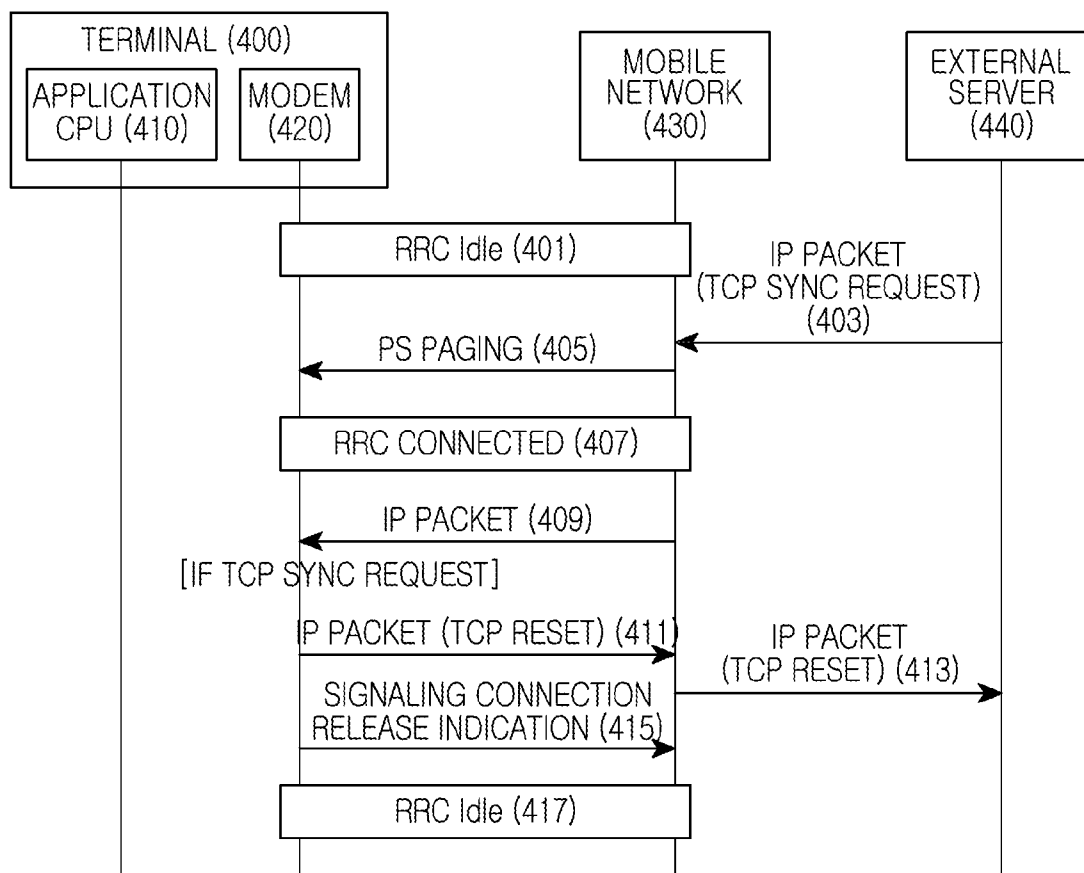 TERMINAL (400)
APPLICATION
CPU (410)
MODEM
(420)
MOBILE
NETWORK
(430)
EXTERNAL
SERVER
(440)
RRC Idle (401)
IP PACKET
(TCP SYNC REQUEST)
(403)
PS PAGING (405)
RRC CONNECTED (407)
IP PACKET (409)
[IF TCP SYNC REQUEST]
IP PACKET (TCP RESET) (411)
IP PACKET
(TCP RESET) (413)
SIGNALING CONNECTION
RELEASE INDICATION (415)
RRC Idle (417)